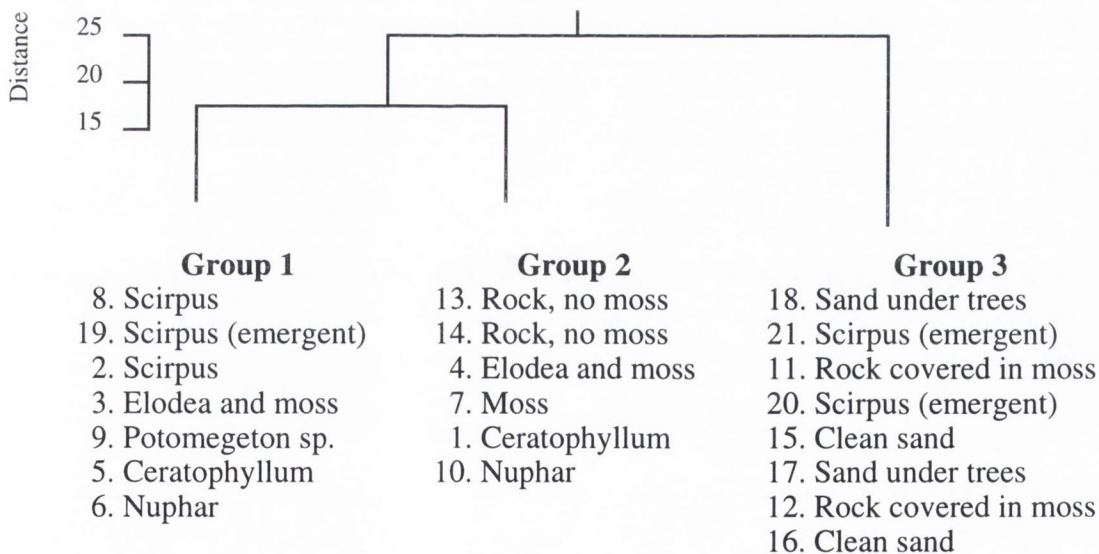 Distance
25
20
15
Group 1
8. Scirpus
19. Scirpus (emergent)
2. Scirpus
3. Elodea and moss
9. Potomegeton sp.
5. Ceratophyllum
6. Nuphar
Group 2
13. Rock, no moss
14. Rock, no moss
4. Elodea and moss
7. Moss
1. Ceratophyllum
10. Nuphar
Group 3
18. Sand under trees
21. Scirpus (emergent)
11. Rock covered in moss
20. Scirpus (emergent)
15. Clean sand
17. Sand under trees
12. Rock covered in moss
16. Clean sand